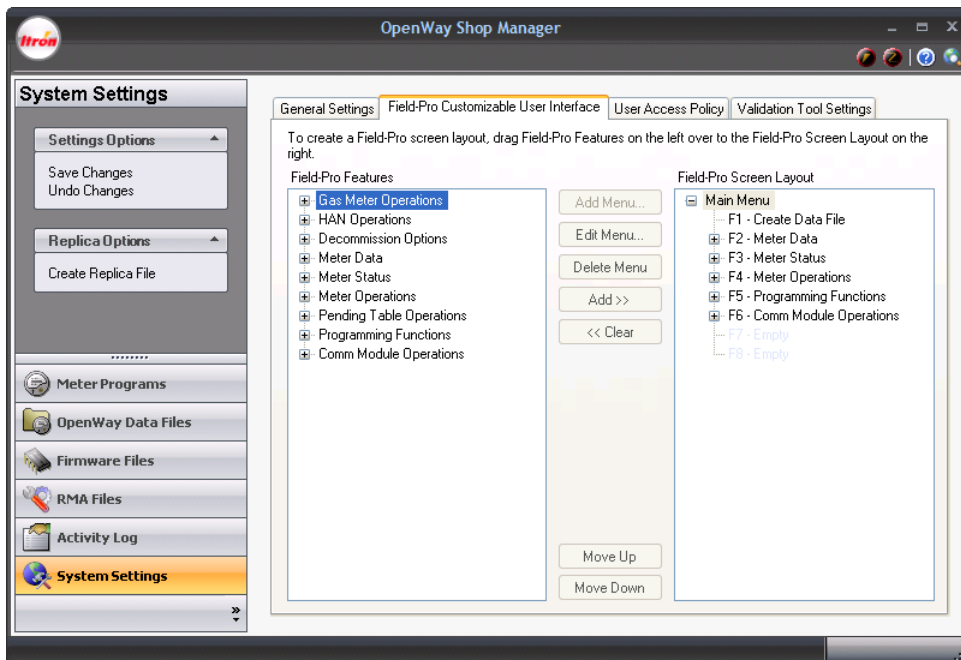 Itron
OpenWay Shop Manager
System Settings
Settings Options
Save Changes
Undo Changes
Replica Options
Create Replica File
Meter Programs
OpenWay Data Files
Firmware Files
RMA Files
Activity Log
System Settings
General Settings
Field-Pro Customizable User Interface
User Access Policy
Validation Tool Settings
To create a Field-Pro screen layout, drag Field-Pro Features on the left over to the Field-Pro Screen Layout on the
right.
Field-Pro Features
Gas Meter Operations
HAN Operations
Decommission Options
Meter Data
Meter Status
Meter Operations
Pending Table Operations
Programming Functions
Comm Module Operations
Add Menu...
Edit Menu...
Delete Menu
Add >>
<< Clear
Move Up
Move Down
Field-Pro Screen Layout
Main Menu
F1 - Create Data File
F2 - Meter Data
F3 - Meter Status
F4 - Meter Operations
F5 - Programming Functions
F6 - Comm Module Operations
F7 - Empty
F8 - Empty